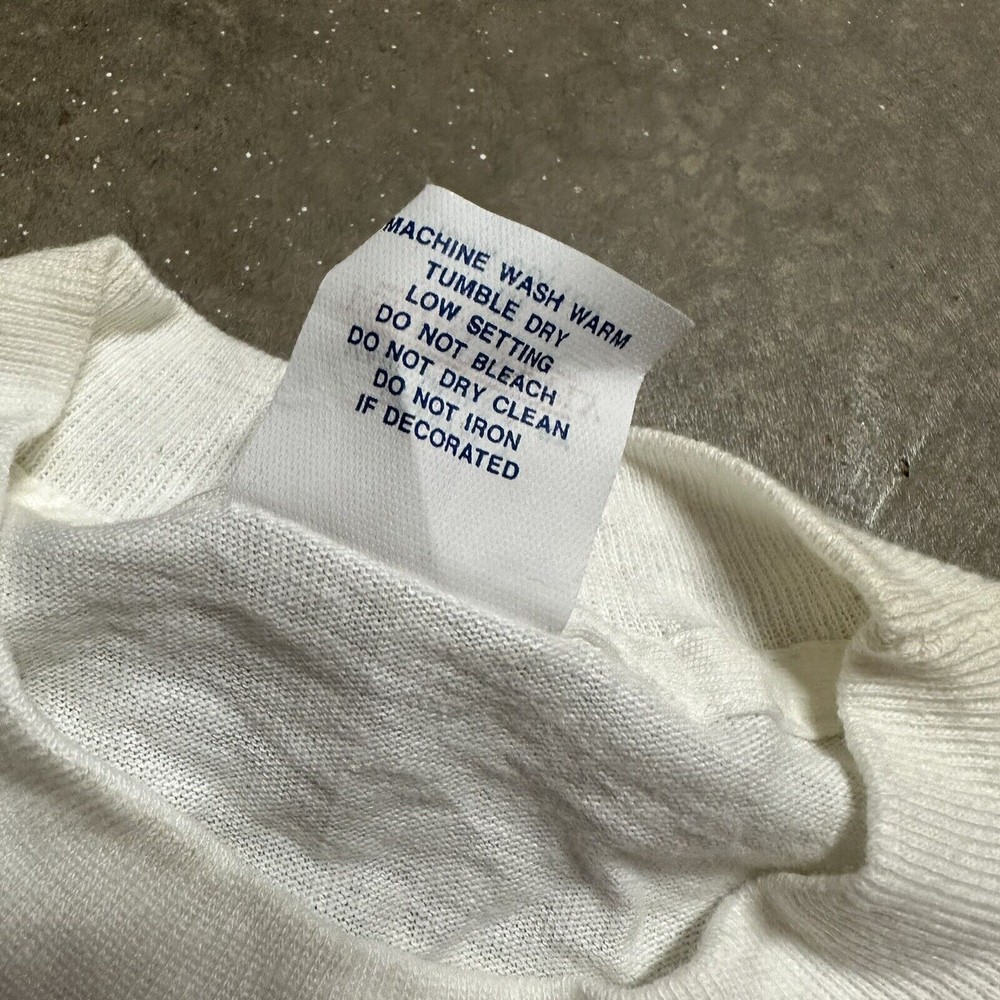 MACHINE WASH WARM
TUMBLE DRY
LOW SETTING
DO NOT BLEACH
DO NOT DRY CLEAN
DO NOT IRON
IF DECORATED